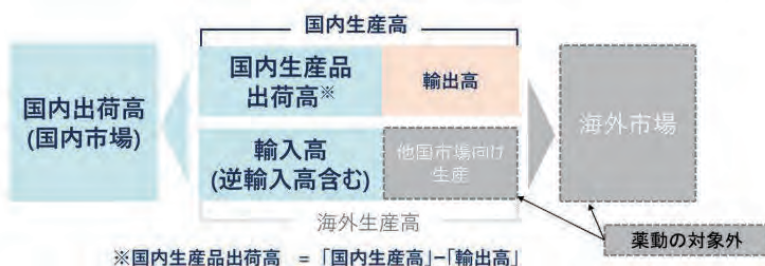 国内生産高
国内出荷高
(国内市場)
国内生産品
出荷高※
輸出高
海外市場
輸入高
(逆輸入高含む)
他国市場向け
生産
海外生産高
薬動の対象外
※国内生産品出荷高 = 「国内生産高」−「輸出高」